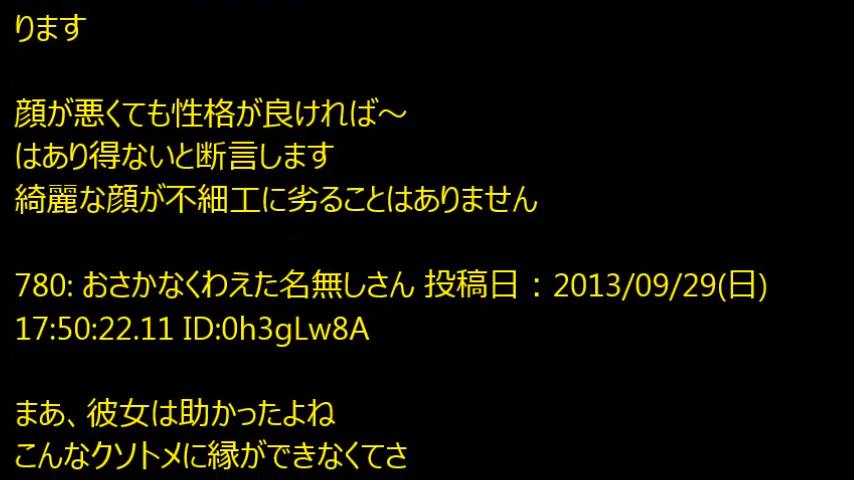 ります
顔が悪くても性格が良ければ～
はあり得ないと断言します
綺麗な顔が不細工に劣ることはありません
780: おさかなくわえた名無しさん 投稿日：2013/09/29(日)
17:50:22.11 ID:0h3gLw8A
まあ、彼女は助かったよね
こんなクソトメに縁ができなくてさ